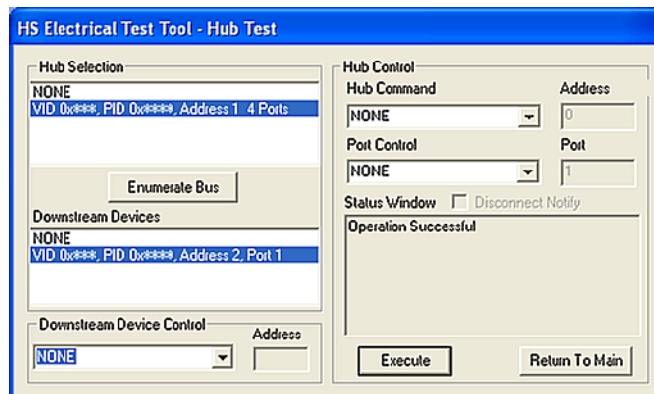 HS Electrical Test Tool - Hub Test
Hub Selection
NONE
VID 0x***, PID 0x****, Address 1 4 Ports
Enumerate Bus
Downstream Devices
NONE
VID 0x***, PID 0x****, Address 2, Port 1
Downstream Device Control
Address
NONE
Hub Control
Hub Command
Address
NONE
0
Port Control
Port
NONE
1
Status Window
Disconnect Notify
Operation Successful
Execute
Return To Main